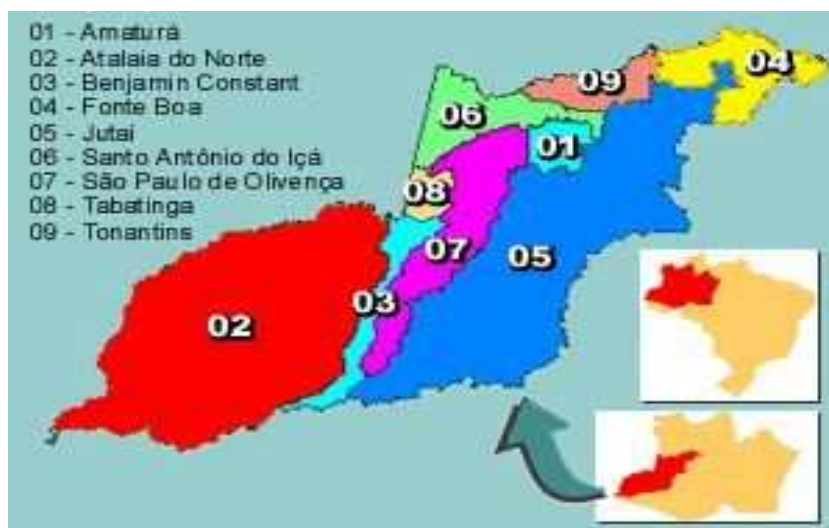 01 - Amaturá
02 - Atalaia do Norte
03 - Benjamin Constant
04 - Fonte Boa
05 - Jutaí
06 - Santo Antônio do Içá
07 - São Paulo de Olivença
08 - Tabatinga
09 - Tonantins
04
09
06
01
08
07
05
03
02